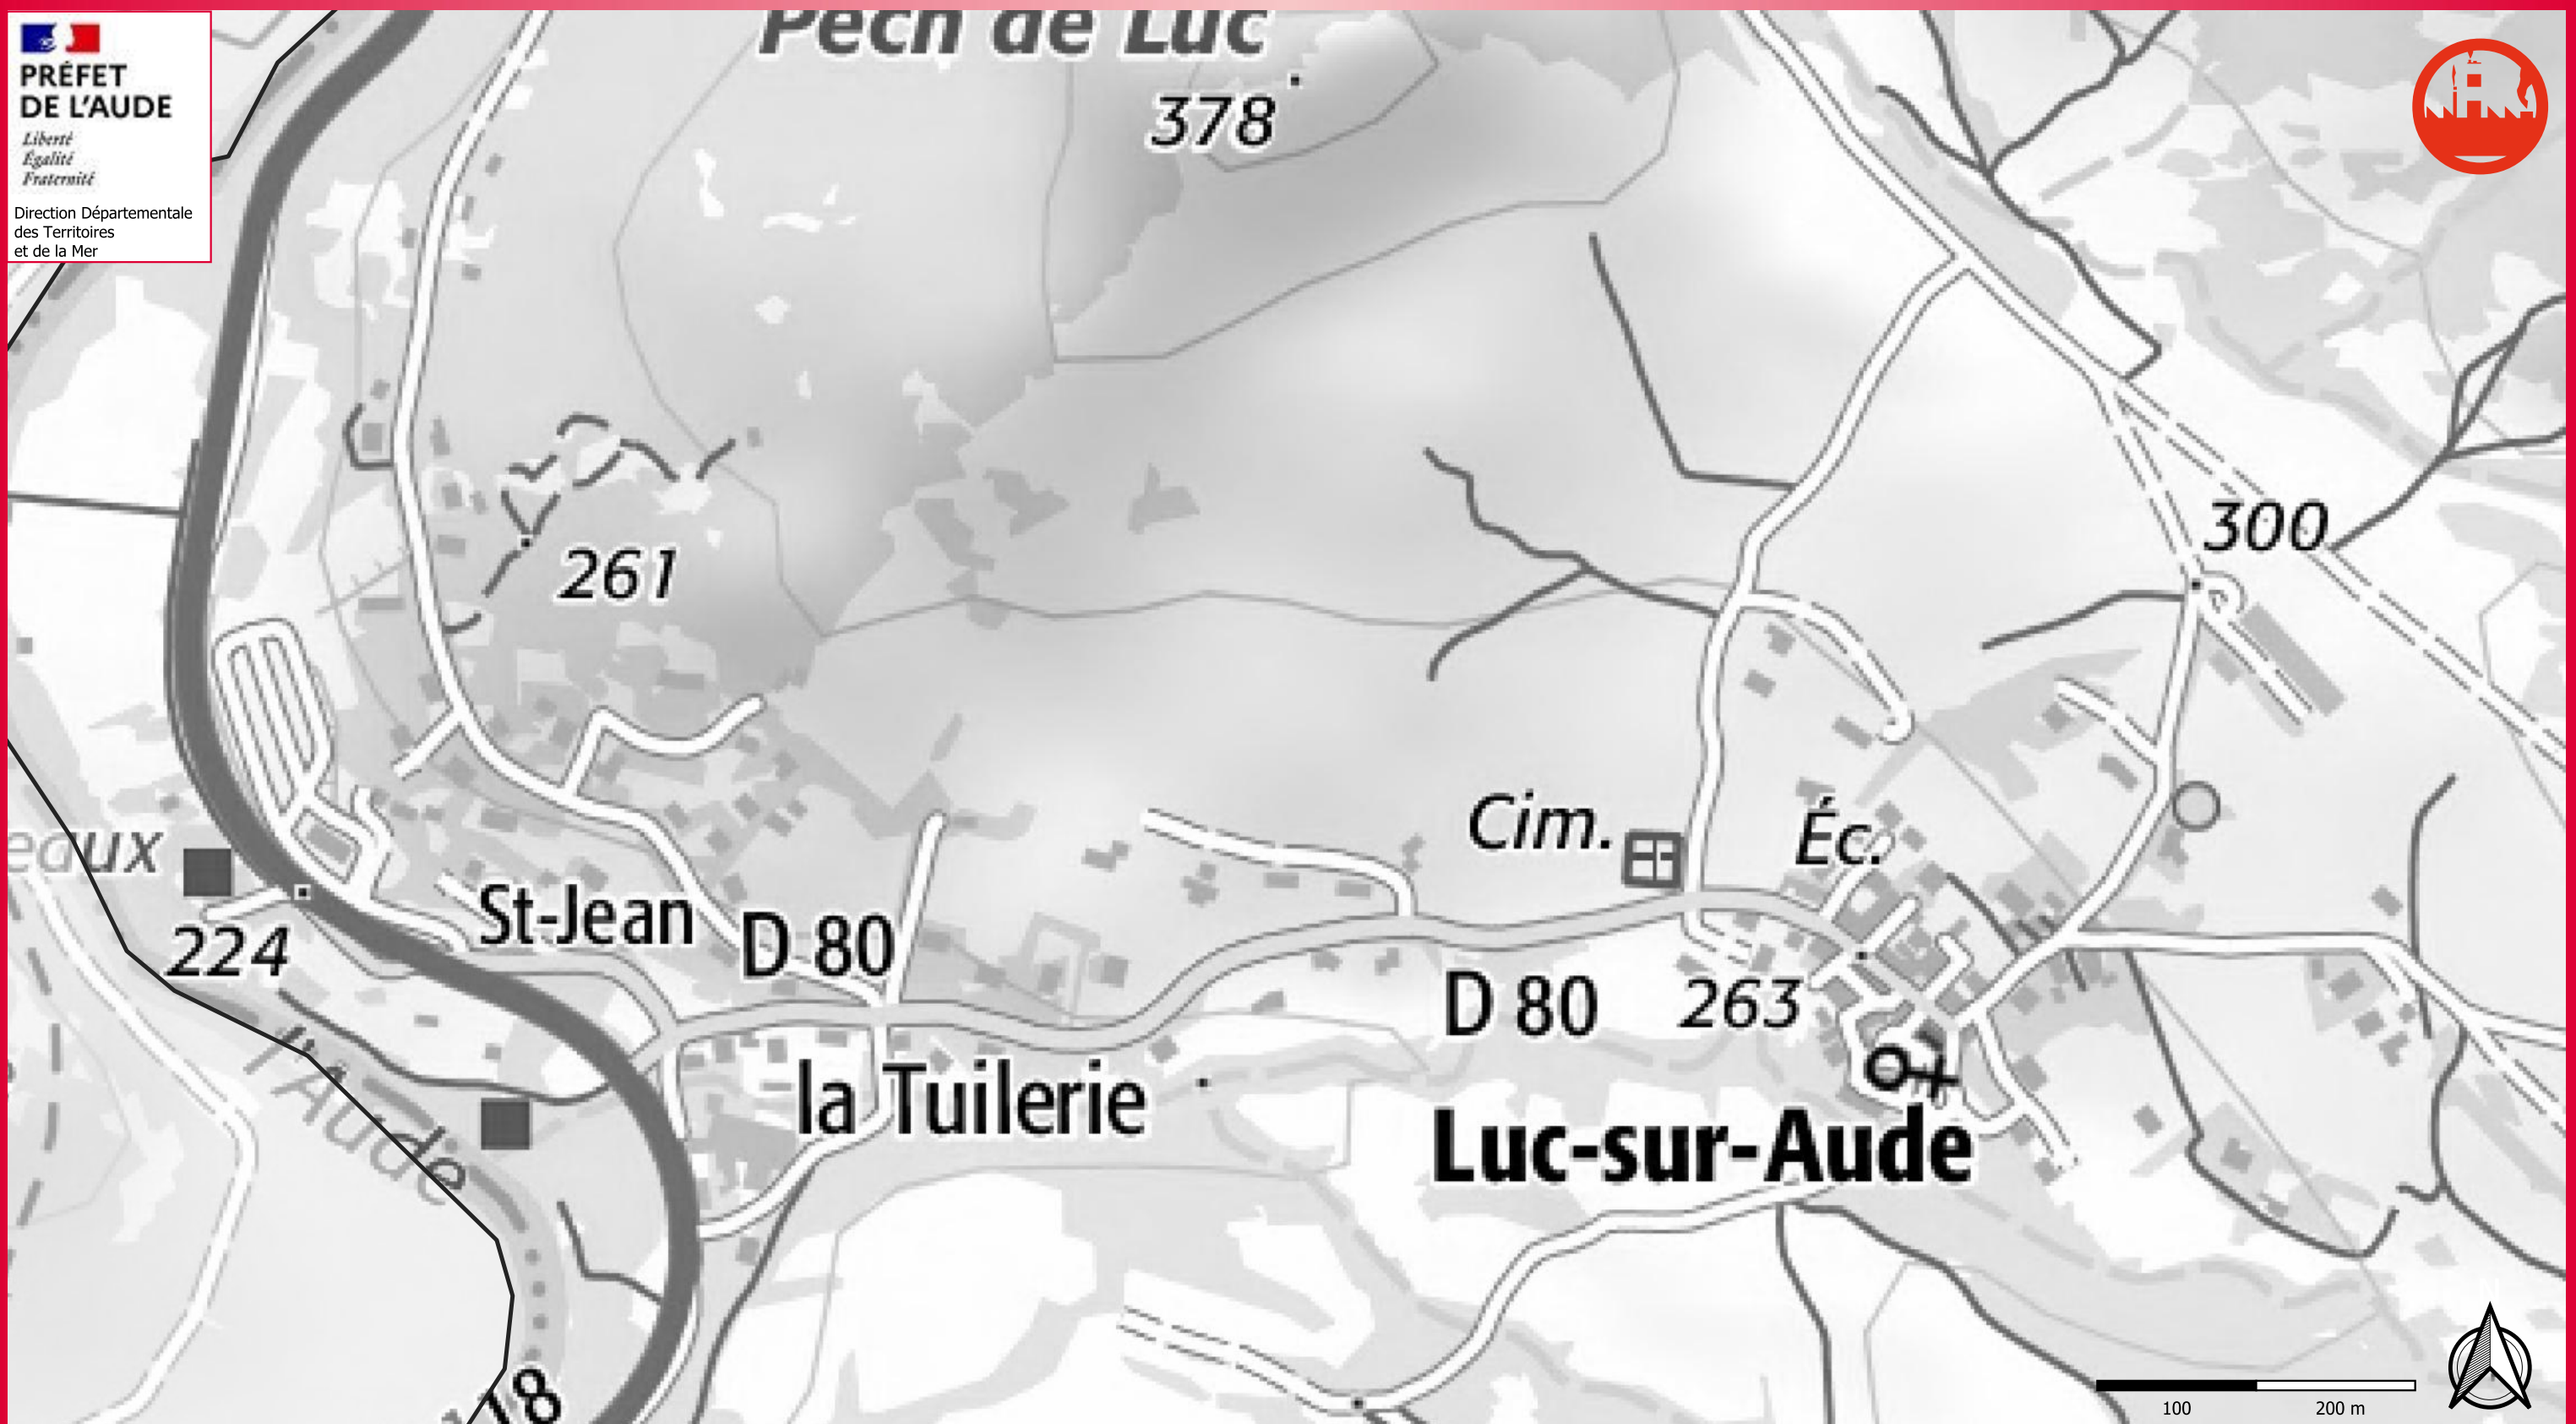 PRÉFET
DE L'AUDE
Liberté
Égalité
Fraternité
Direction Départementale
des Territoires
et de la Mer
Pech de Luc
378
300
261
Cim.
Éc.
St-Jean
D 80
224
D 80
263
la Tuilerie
l'Aude
Luc-sur-Aude
100
200 m